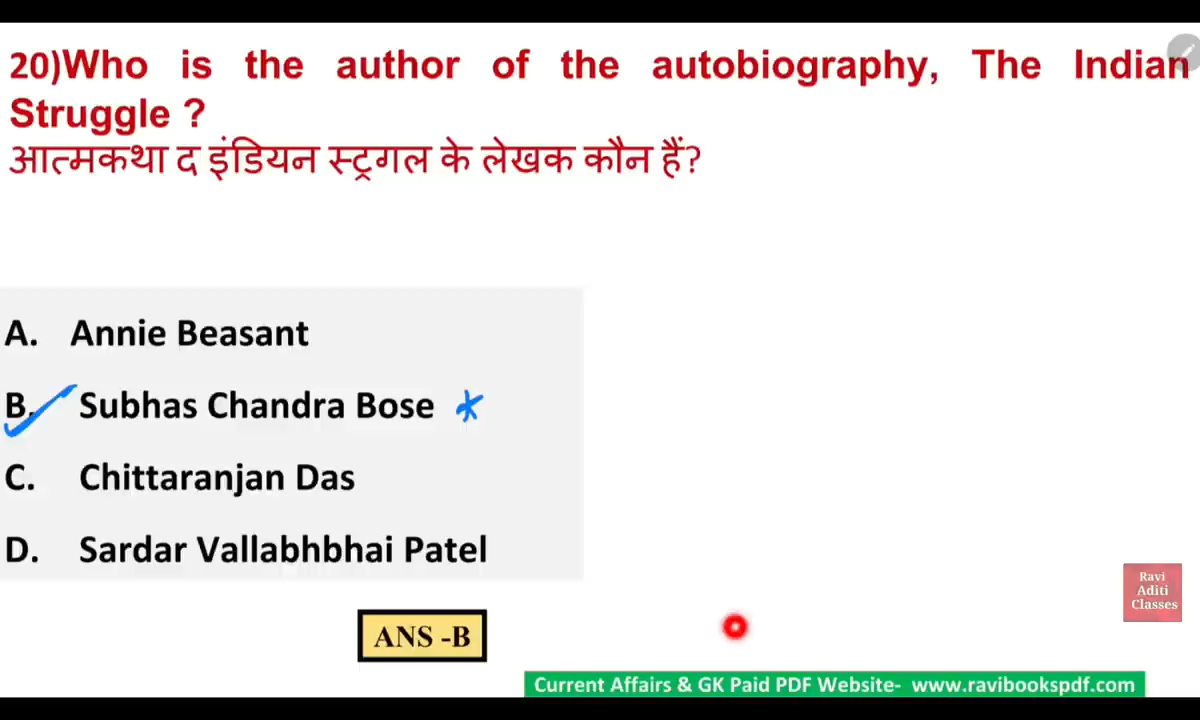 20)Who is the author of the autobiography, The Indian
Struggle ?
आत्मकथा द इंडियन स्ट्रगल के लेखक कौन हैं?
A. Annie Beasant
B. Subhas Chandra Bose
C. Chittaranjan Das
D. Sardar Vallabhbhai Patel
ANS -B
Ravi
Aditi
Classes
Current Affairs & GK Paid PDF Website- www.ravibookspdf.com